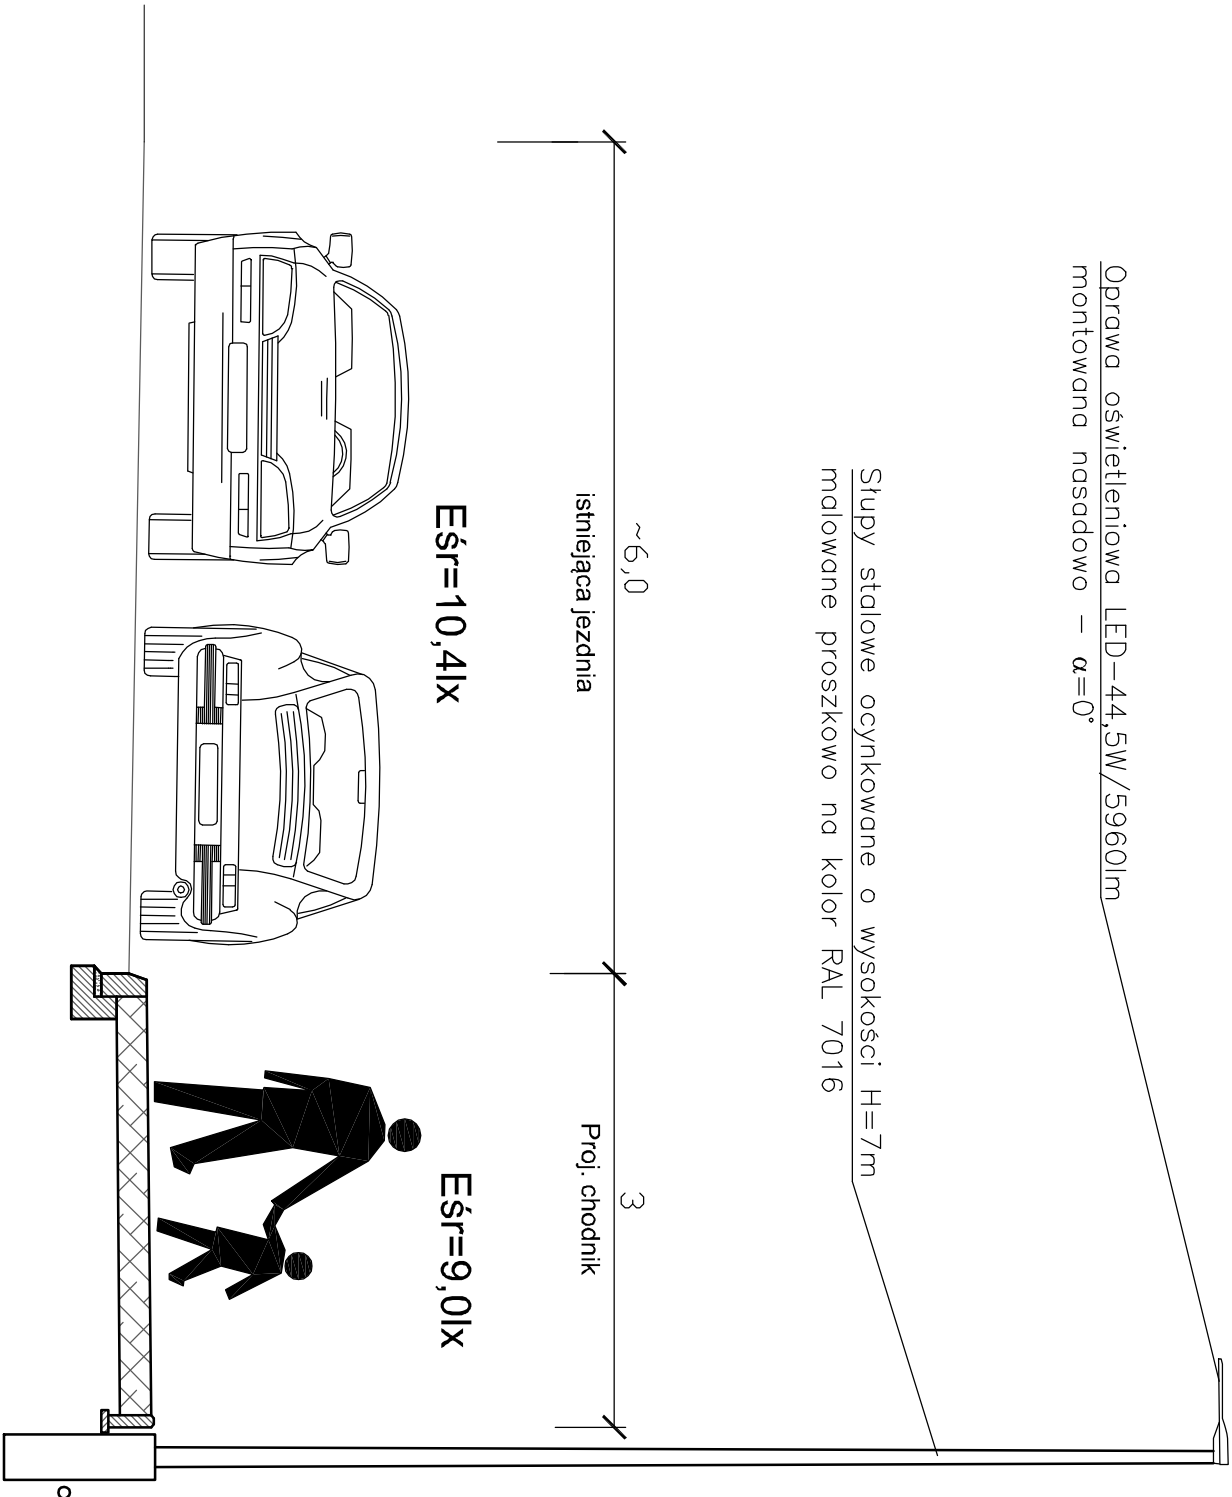 Oprawa oświetleniowa LED-44,5W/5960lm
montowana nasadowo - α=0°
Słupy stalowe ocynkowane o wysokości H=7m
malowane proszkowo na kolor RAL 7016
~6,0
istniejąca jezdnia
3
Proj. chodnik
Eśr=10,4lx
Eśr=9,0lx